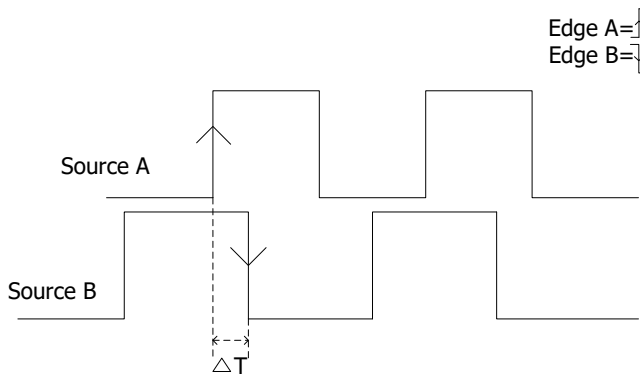 Edge A=
Edge B=
Source A
Source B
△T